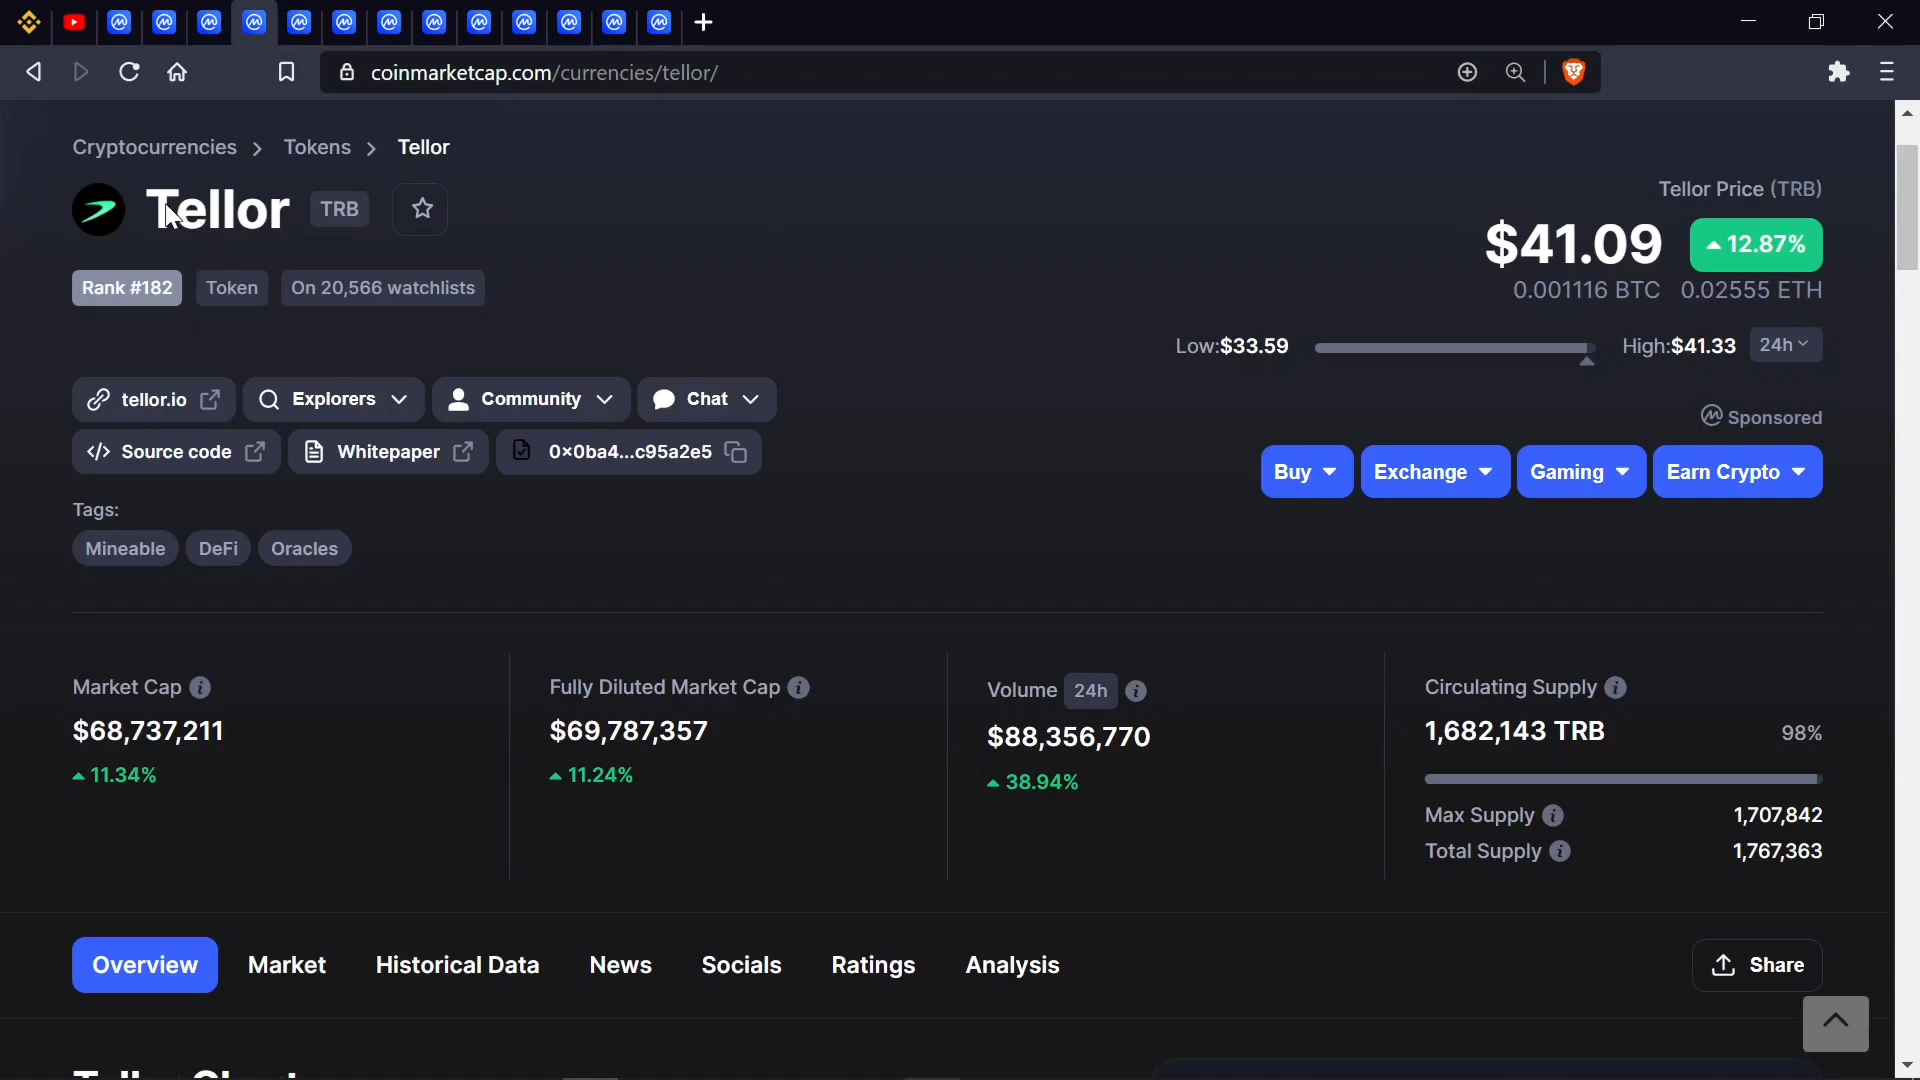 coinmarketcap.com/currencies/tellor/
Cryptocurrencies > Tokens > Tellor
Tellor TRB
Rank #182 Token On 20,566 watchlists
Tellor Price (TRB)
$41.09 12.87%
0.001116 BTC 0.02555 ETH
Low:$33.59 High:$41.33 24h
tellor.io Explorers Community Chat
Source code Whitepaper 0×0ba4...c95a2e5
Sponsored
Buy Exchange Gaming Earn Crypto
Tags:
Mineable DeFi Oracles
Market Cap
$68,737,211
11.34%
Fully Diluted Market Cap
$69,787,357
11.24%
Volume 24h
$88,356,770
38.94%
Circulating Supply
1,682,143 TRB 98%
Max Supply 1,707,842
Total Supply 1,767,363
Overview Market Historical Data News Socials Ratings Analysis Share